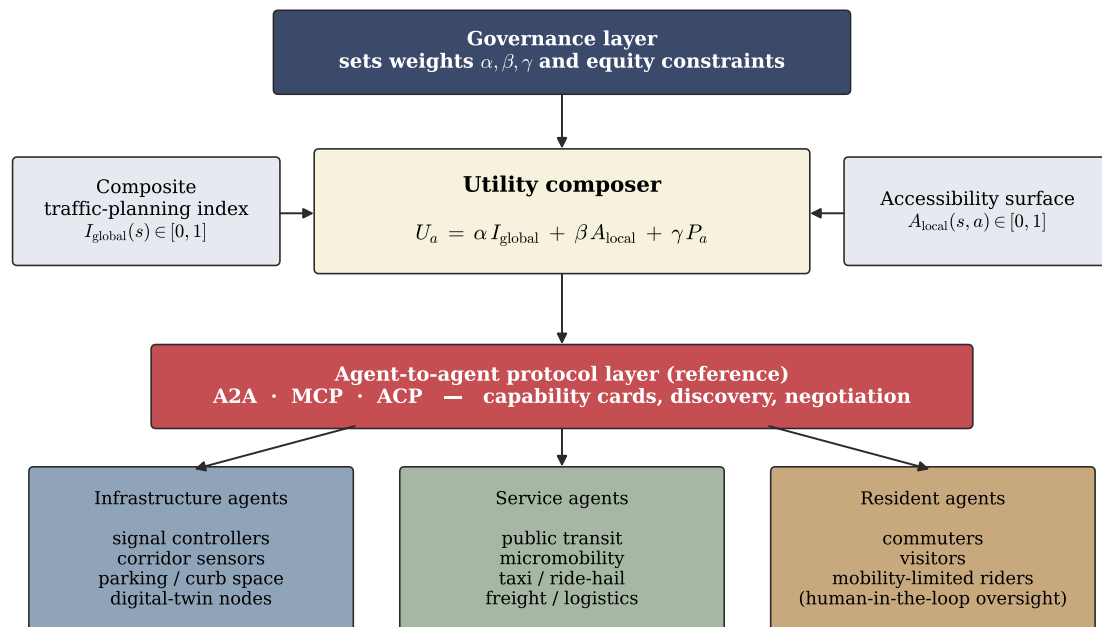 Governance layer
sets weights α, β, γ and equity constraints
Composite
traffic-planning index
I_global(s) ∈ [0, 1]
Utility composer
U_a = α I_global + β A_local + γ P_a
Accessibility surface
A_local(s, a) ∈ [0, 1]
Agent-to-agent protocol layer (reference)
A2A · MCP · ACP — capability cards, discovery, negotiation
Infrastructure agents
signal controllers
corridor sensors
parking / curb space
digital-twin nodes
Service agents
public transit
micromobility
taxi / ride-hail
freight / logistics
Resident agents
commuters
visitors
mobility-limited riders
(human-in-the-loop oversight)